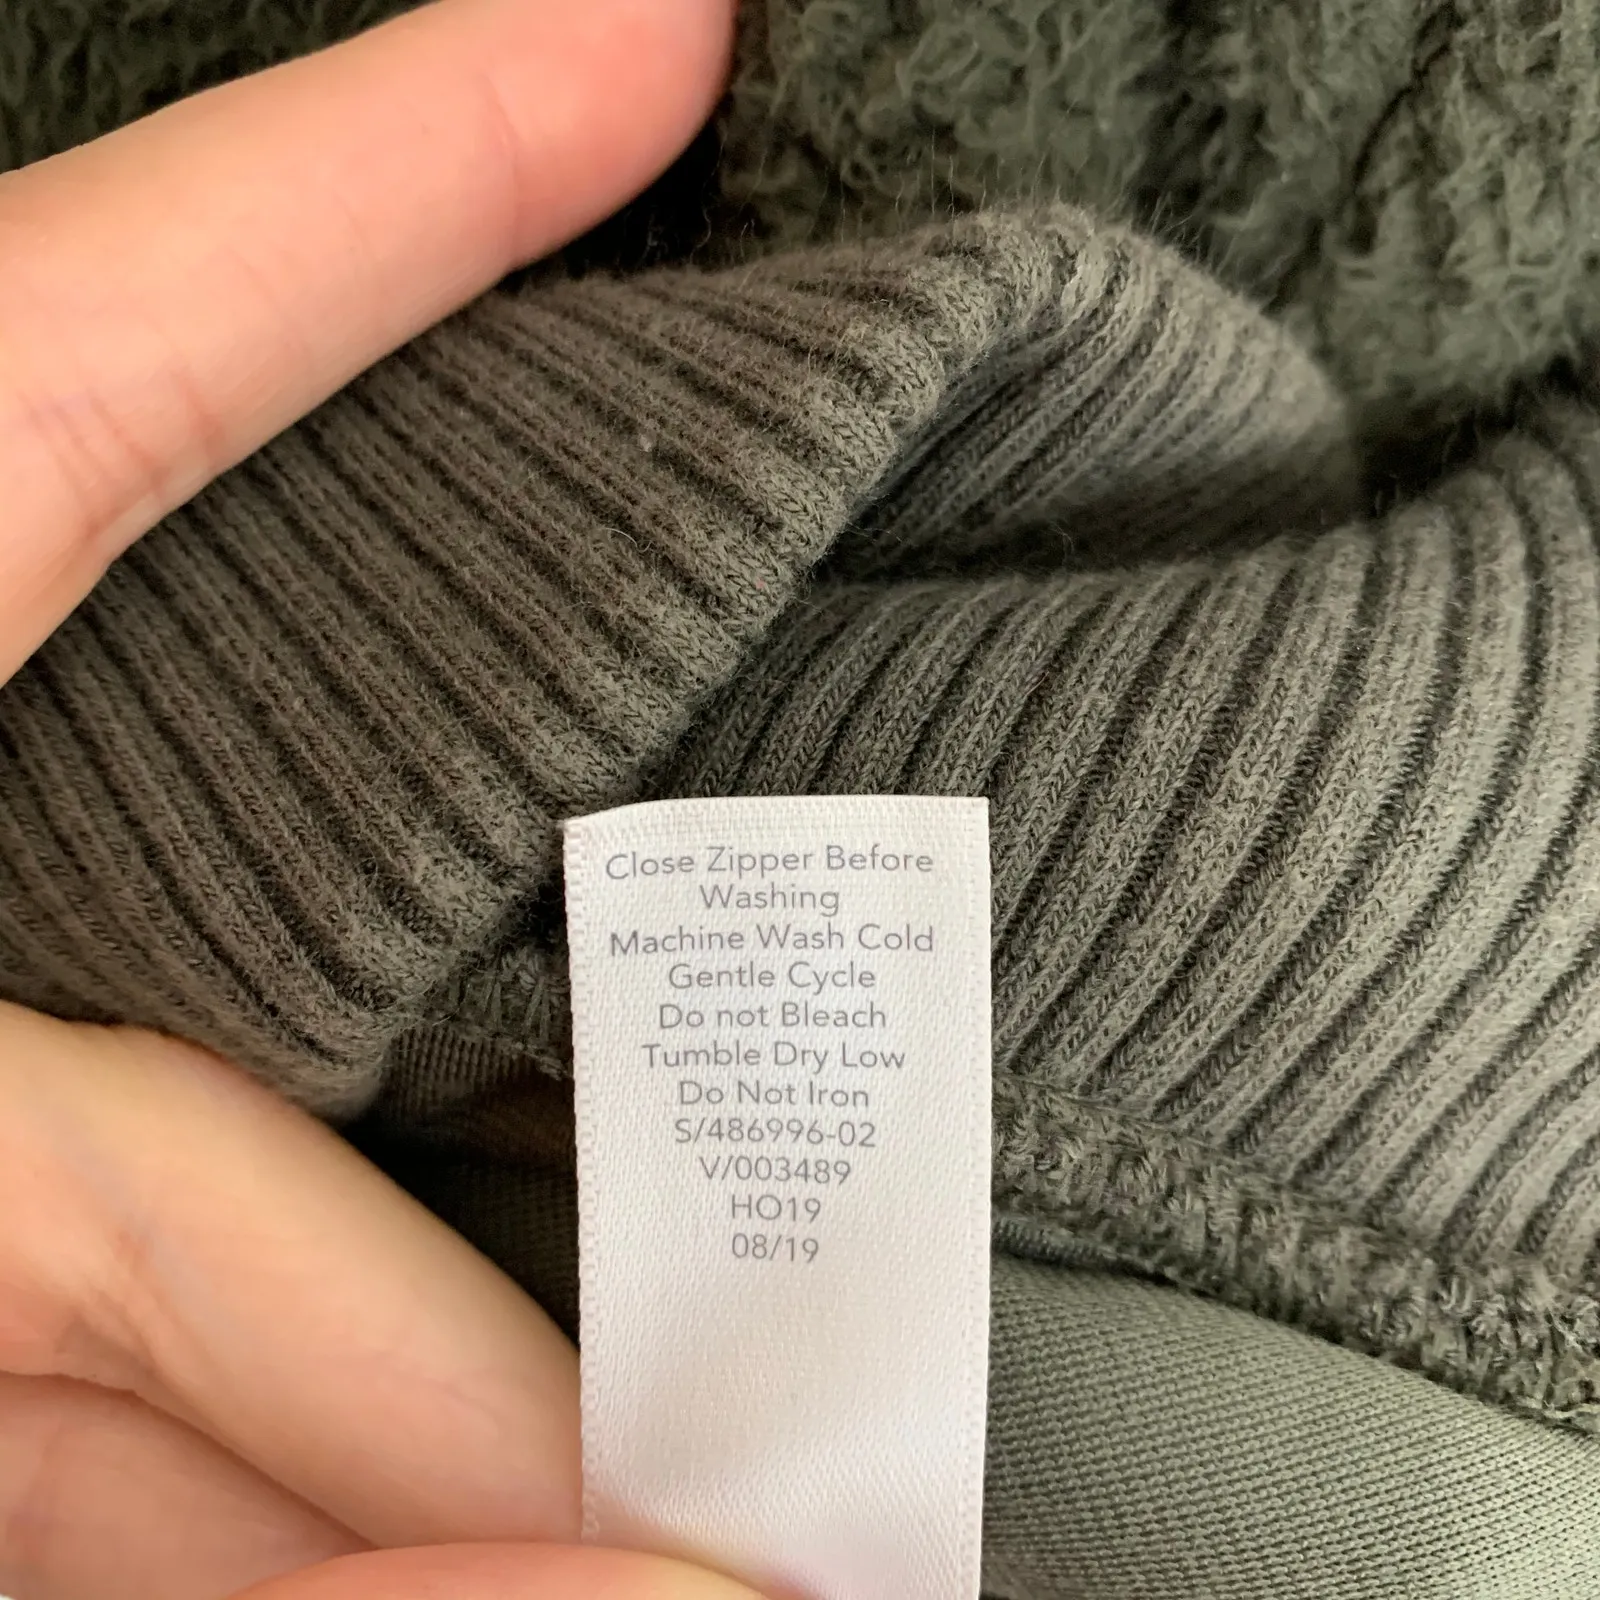 Close Zipper Before
Washing
Machine Wash Cold
Gentle Cycle
Do not Bleach
Tumble Dry Low
Do Not Iron
S/486996-02
V/003489
HO19
08/19